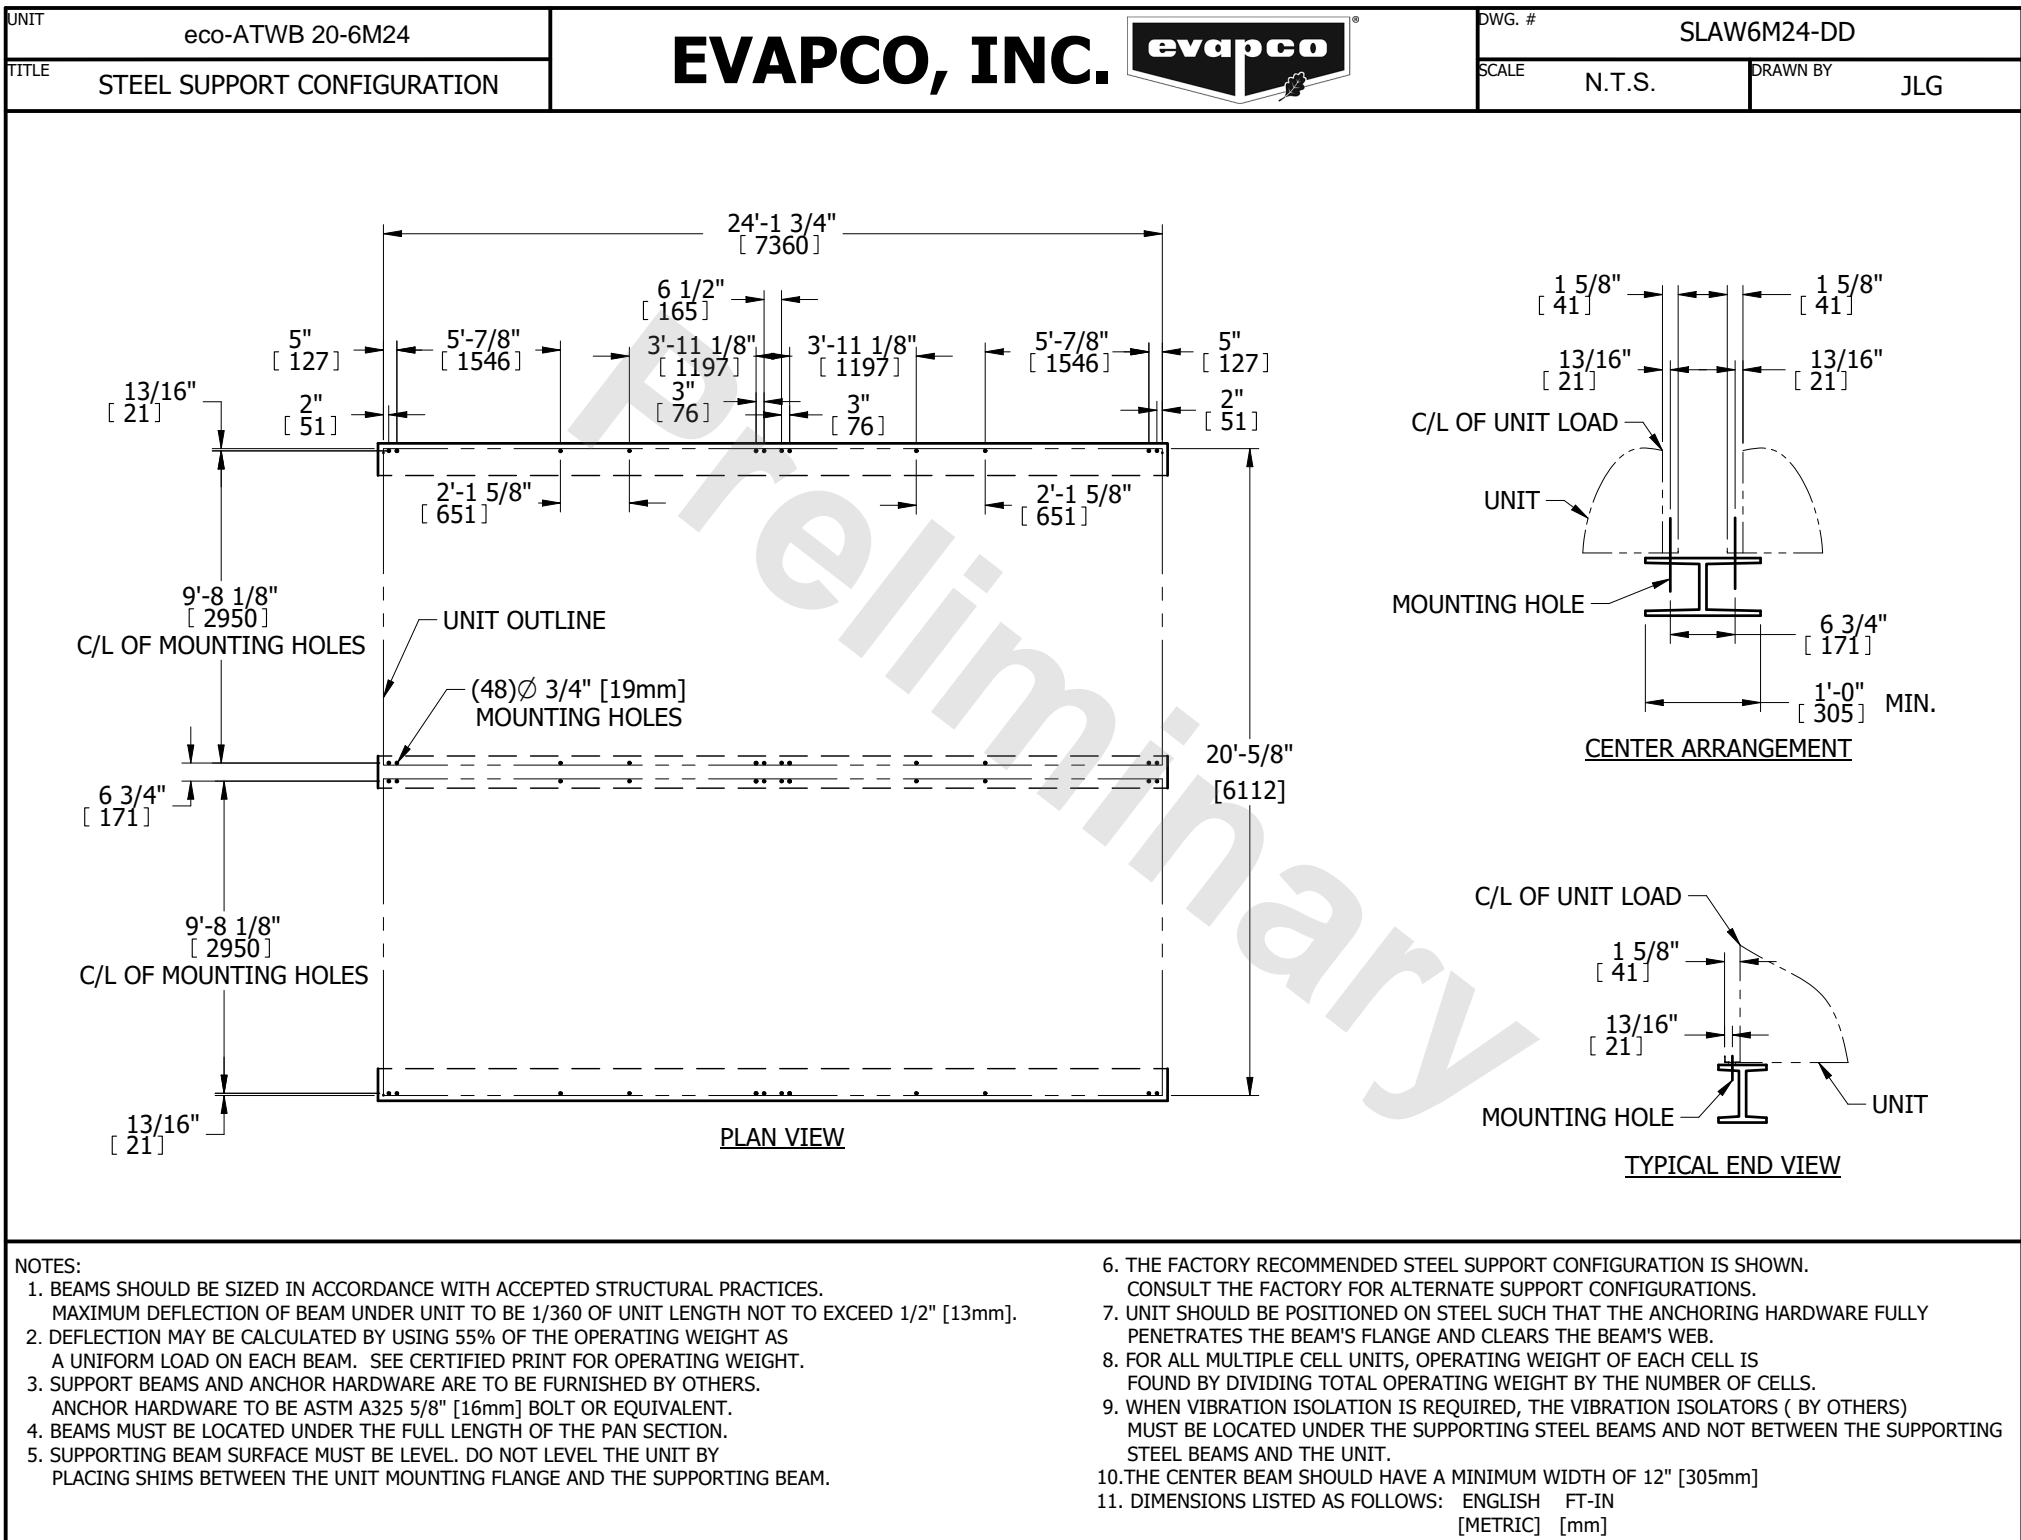 UNIT
eco-ATWB 20-6M24
TITLE
STEEL SUPPORT CONFIGURATION
EVAPCO, INC.
evapco
®
DWG. #
SLAW6M24-DD
SCALE
N.T.S.
DRAWN BY
JLG
24'-1 3/4"
[ 7360 ]
6 1/2"
[ 165 ]
5"
[ 127 ]
5'-7/8"
[ 1546 ]
3'-11 1/8"
[ 1197 ]
3'-11 1/8"
[ 1197 ]
5'-7/8"
[ 1546 ]
5"
[ 127 ]
13/16"
[ 21 ]
2"
[ 51 ]
3"
[ 76 ]
3"
[ 76 ]
2"
[ 51 ]
2'-1 5/8"
[ 651 ]
2'-1 5/8"
[ 651 ]
9'-8 1/8"
[ 2950 ]
C/L OF MOUNTING HOLES
UNIT OUTLINE
(48)∅ 3/4" [19mm]
MOUNTING HOLES
6 3/4"
[ 171 ]
20'-5/8"
[6112]
9'-8 1/8"
[ 2950 ]
C/L OF MOUNTING HOLES
13/16"
[ 21 ]
PLAN VIEW
1 5/8"
[ 41 ]
1 5/8"
[ 41 ]
13/16"
[ 21 ]
13/16"
[ 21 ]
C/L OF UNIT LOAD
UNIT
MOUNTING HOLE
6 3/4"
[ 171 ]
1'-0"
[ 305 ] MIN.
CENTER ARRANGEMENT
C/L OF UNIT LOAD
1 5/8"
[ 41 ]
13/16"
[ 21 ]
MOUNTING HOLE
UNIT
TYPICAL END VIEW
Preliminary
NOTES:
1. BEAMS SHOULD BE SIZED IN ACCORDANCE WITH ACCEPTED STRUCTURAL PRACTICES.
MAXIMUM DEFLECTION OF BEAM UNDER UNIT TO BE 1/360 OF UNIT LENGTH NOT TO EXCEED 1/2" [13mm].
2. DEFLECTION MAY BE CALCULATED BY USING 55% OF THE OPERATING WEIGHT AS
A UNIFORM LOAD ON EACH BEAM. SEE CERTIFIED PRINT FOR OPERATING WEIGHT.
3. SUPPORT BEAMS AND ANCHOR HARDWARE ARE TO BE FURNISHED BY OTHERS.
ANCHOR HARDWARE TO BE ASTM A325 5/8" [16mm] BOLT OR EQUIVALENT.
4. BEAMS MUST BE LOCATED UNDER THE FULL LENGTH OF THE PAN SECTION.
5. SUPPORTING BEAM SURFACE MUST BE LEVEL. DO NOT LEVEL THE UNIT BY
PLACING SHIMS BETWEEN THE UNIT MOUNTING FLANGE AND THE SUPPORTING BEAM.
6. THE FACTORY RECOMMENDED STEEL SUPPORT CONFIGURATION IS SHOWN.
CONSULT THE FACTORY FOR ALTERNATE SUPPORT CONFIGURATIONS.
7. UNIT SHOULD BE POSITIONED ON STEEL SUCH THAT THE ANCHORING HARDWARE FULLY
PENETRATES THE BEAM'S FLANGE AND CLEARS THE BEAM'S WEB.
8. FOR ALL MULTIPLE CELL UNITS, OPERATING WEIGHT OF EACH CELL IS
FOUND BY DIVIDING TOTAL OPERATING WEIGHT BY THE NUMBER OF CELLS.
9. WHEN VIBRATION ISOLATION IS REQUIRED, THE VIBRATION ISOLATORS ( BY OTHERS)
MUST BE LOCATED UNDER THE SUPPORTING STEEL BEAMS AND NOT BETWEEN THE SUPPORTING
STEEL BEAMS AND THE UNIT.
10.THE CENTER BEAM SHOULD HAVE A MINIMUM WIDTH OF 12" [305mm]
11. DIMENSIONS LISTED AS FOLLOWS: ENGLISH FT-IN
[METRIC] [mm]